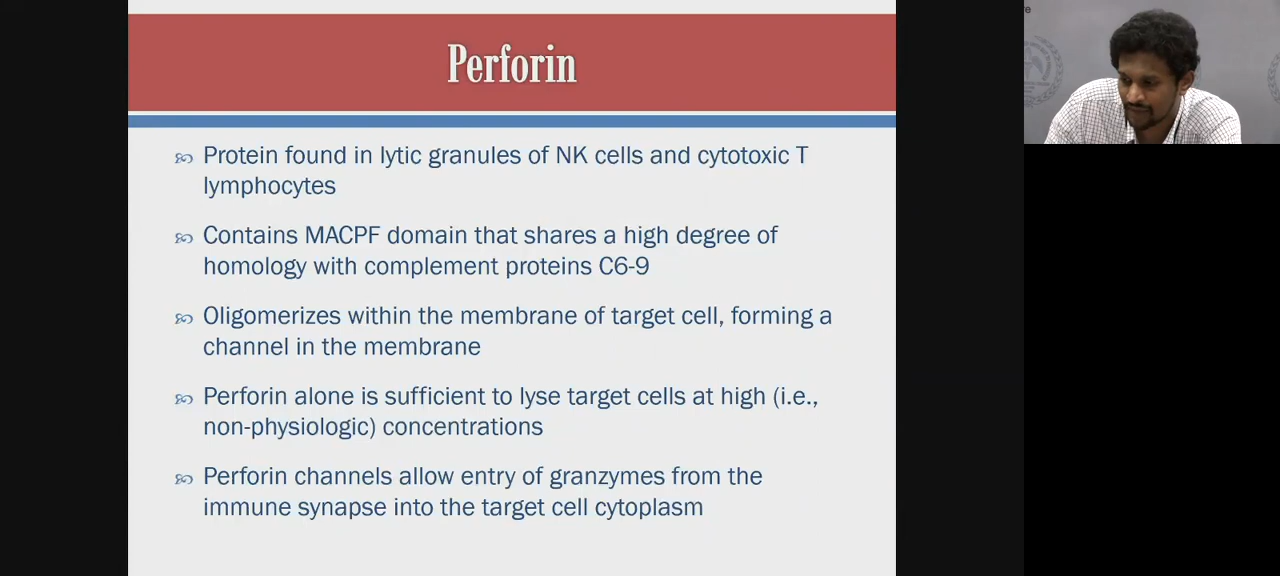 re
Perforin
Protein found in lytic granules of NK cells and cytotoxic T
lymphocytes
Contains MACPF domain that shares a high degree of
homology with complement proteins C6-9
Oligomerizes within the membrane of target cell, forming a
channel in the membrane
Perforin alone is sufficient to lyse target cells at high (i.e.,
non-physiologic) concentrations
Perforin channels allow entry of granzymes from the
immune synapse into the target cell cytoplasm